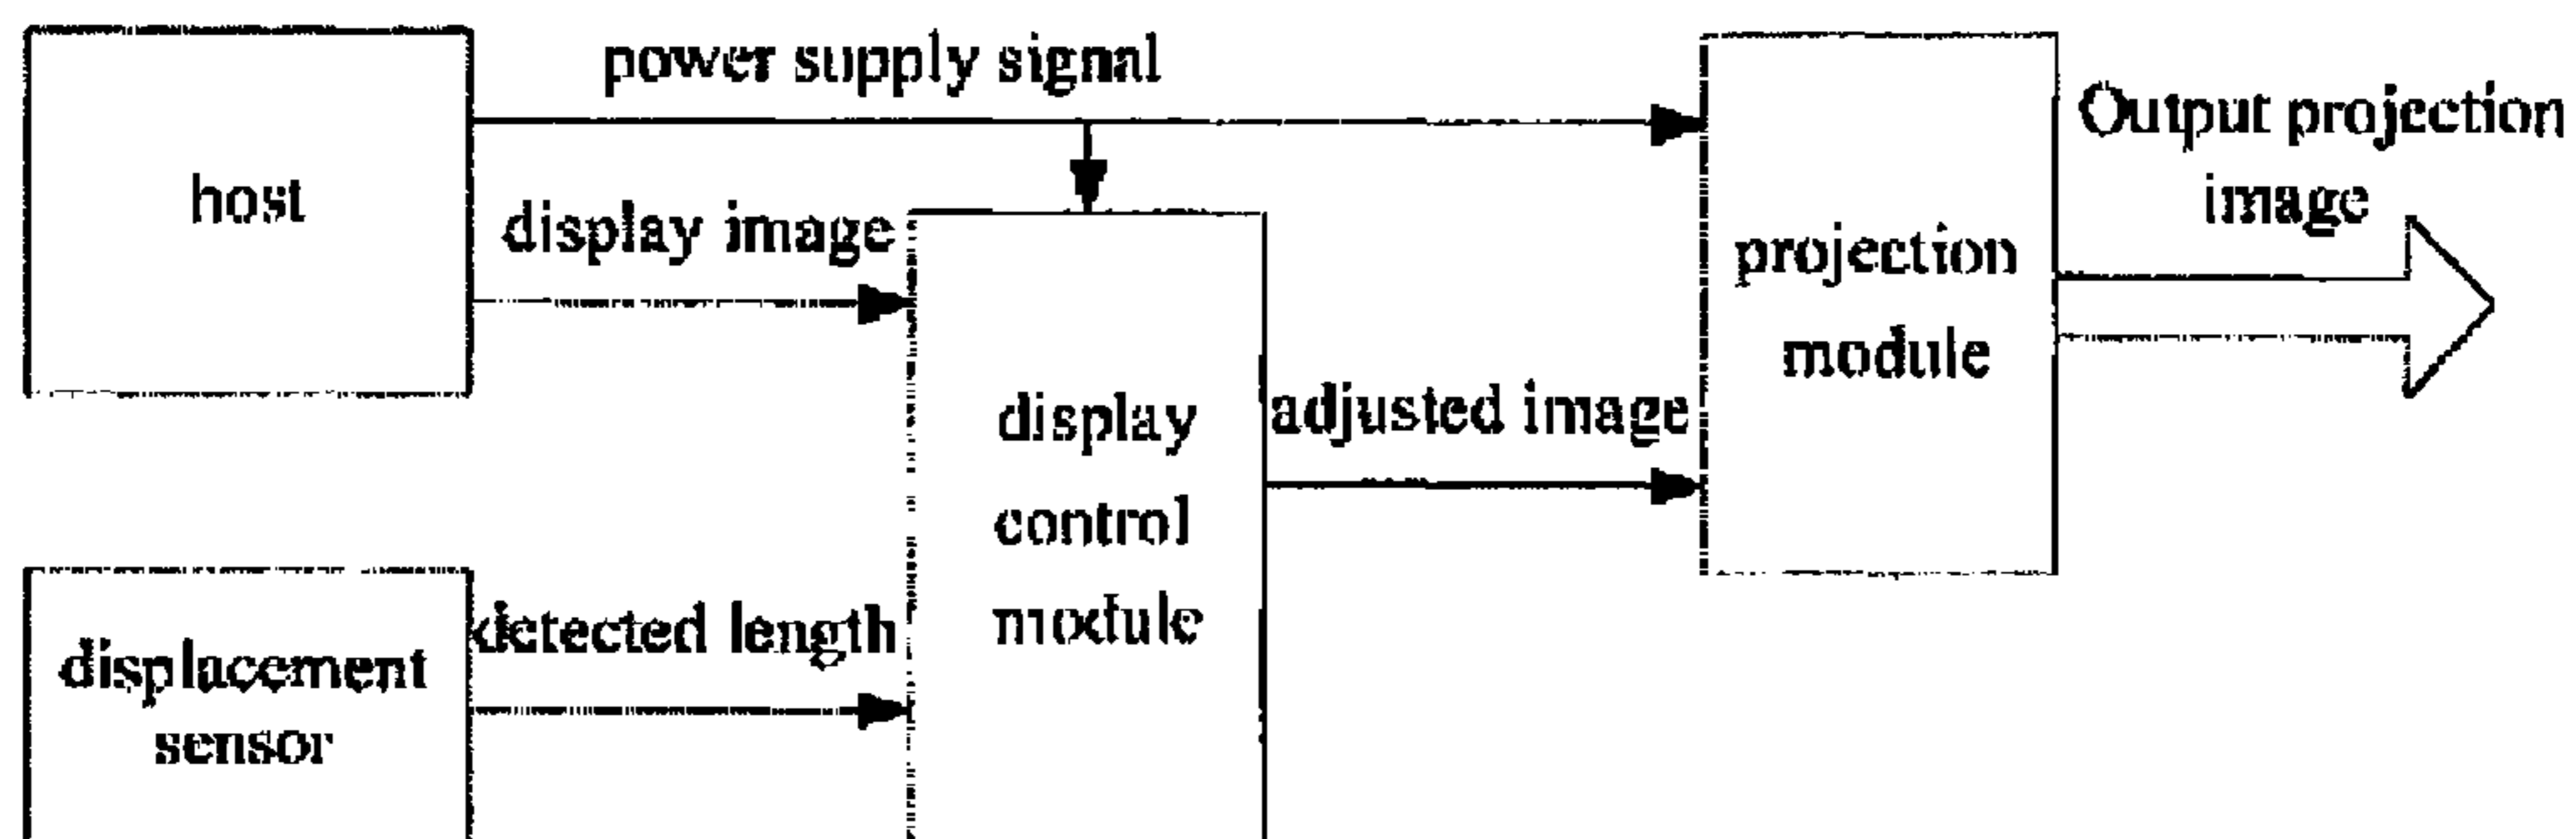 power supply signal
host
display image
Output projection
image
projection
module
display
control
module
adjusted image
detected length
displacement
sensor